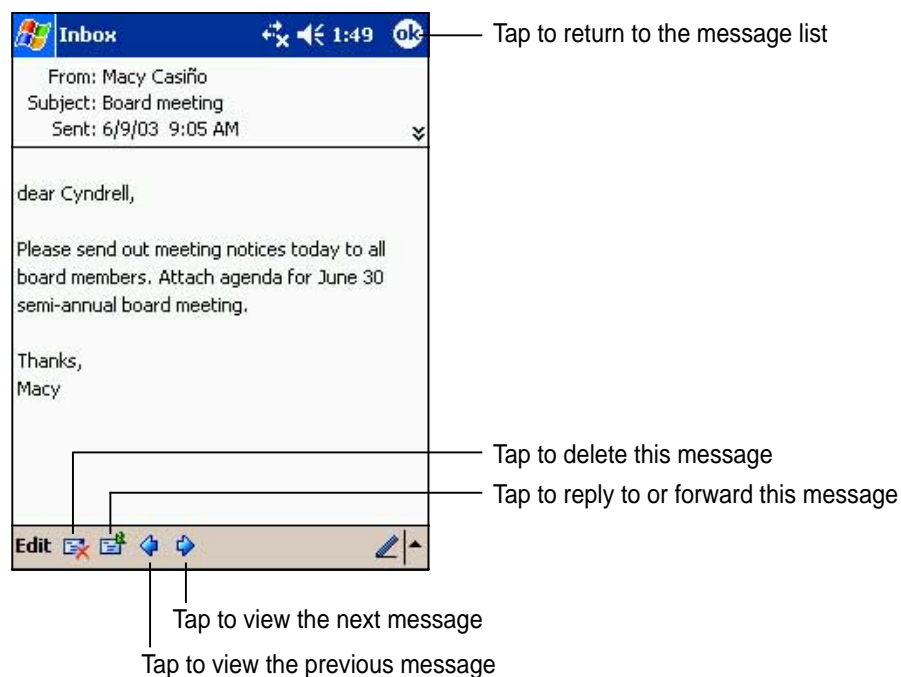 Inbox 1:49 ok
Tap to return to the message list
From: Macy Casiño
Subject: Board meeting
Sent: 6/9/03 9:05 AM
dear Cyndrell,
Please send out meeting notices today to all
board members. Attach agenda for June 30
semi-annual board meeting.
Thanks,
Macy
Tap to delete this message
Tap to reply to or forward this message
Edit
Tap to view the next message
Tap to view the previous message